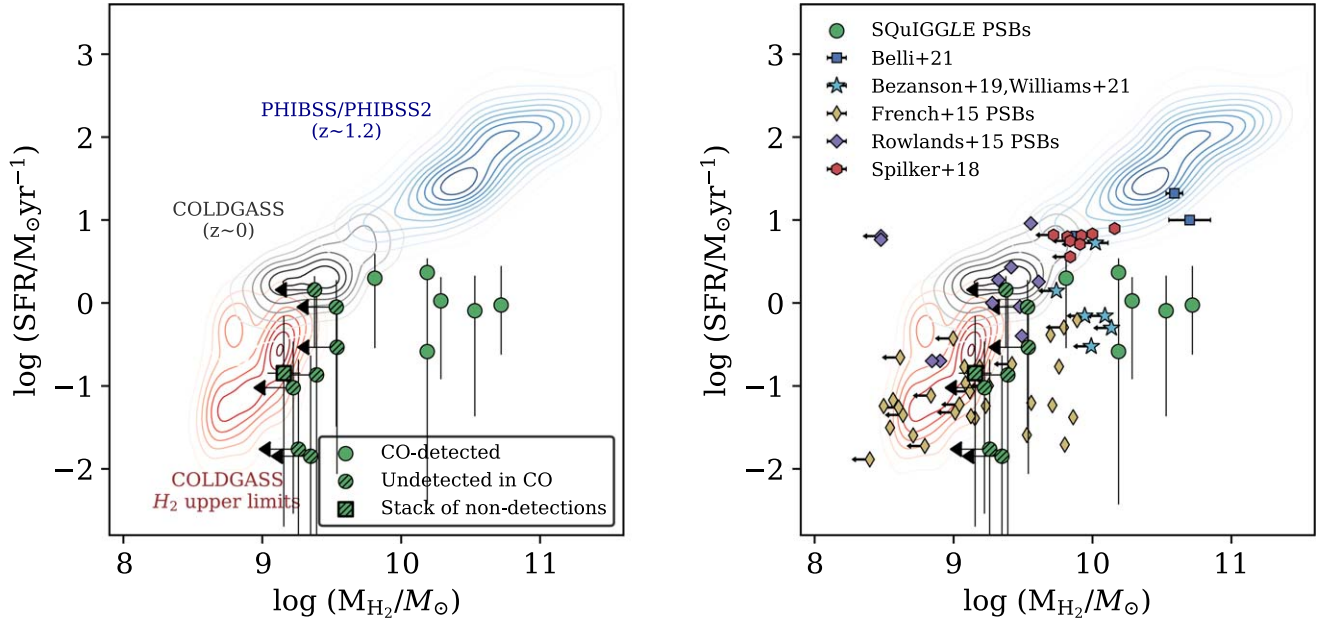 3
2
1
0
−1
−2
log (SFR/M⊙yr⁻¹)
PHIBSS/PHIBSS2
(z~1.2)
COLDGASS
(z~0)
COLDGASS
H₂ upper limits
CO-detected
Undetected in CO
Stack of non-detections
8
9
10
11
log (M_H₂/M⊙)
3
2
1
0
−1
−2
log (SFR/M⊙yr⁻¹)
SQuIGGLE PSBs
Belli+21
Bezanson+19,Williams+21
French+15 PSBs
Rowlands+15 PSBs
Spilker+18
8
9
10
11
log (M_H₂/M⊙)